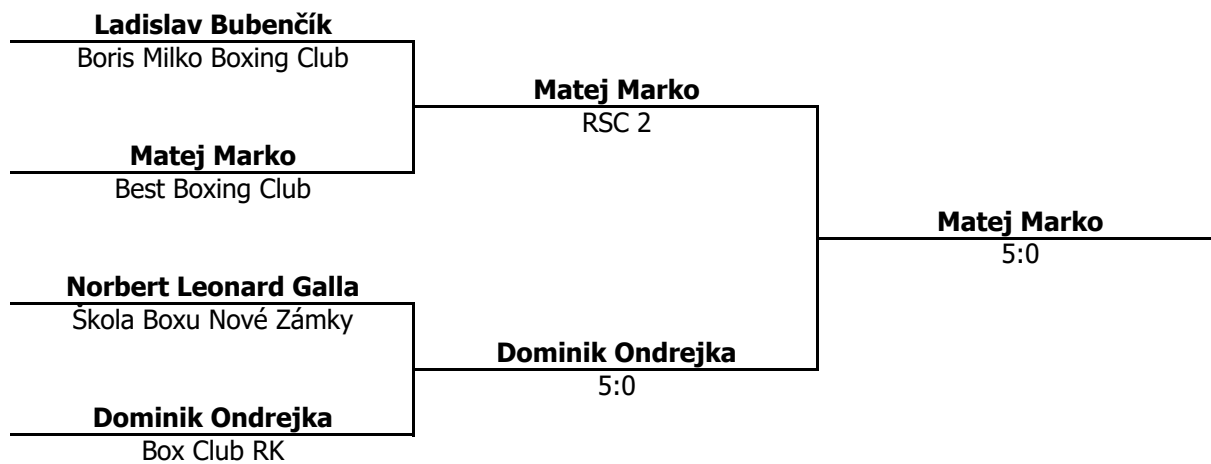 Ladislav Bubenčík
Boris Milko Boxing Club
Matej Marko
RSC 2
Matej Marko
Best Boxing Club
Matej Marko
5:0
Norbert Leonard Galla
Škola Boxu Nové Zámky
Dominik Ondrejka
5:0
Dominik Ondrejka
Box Club RK